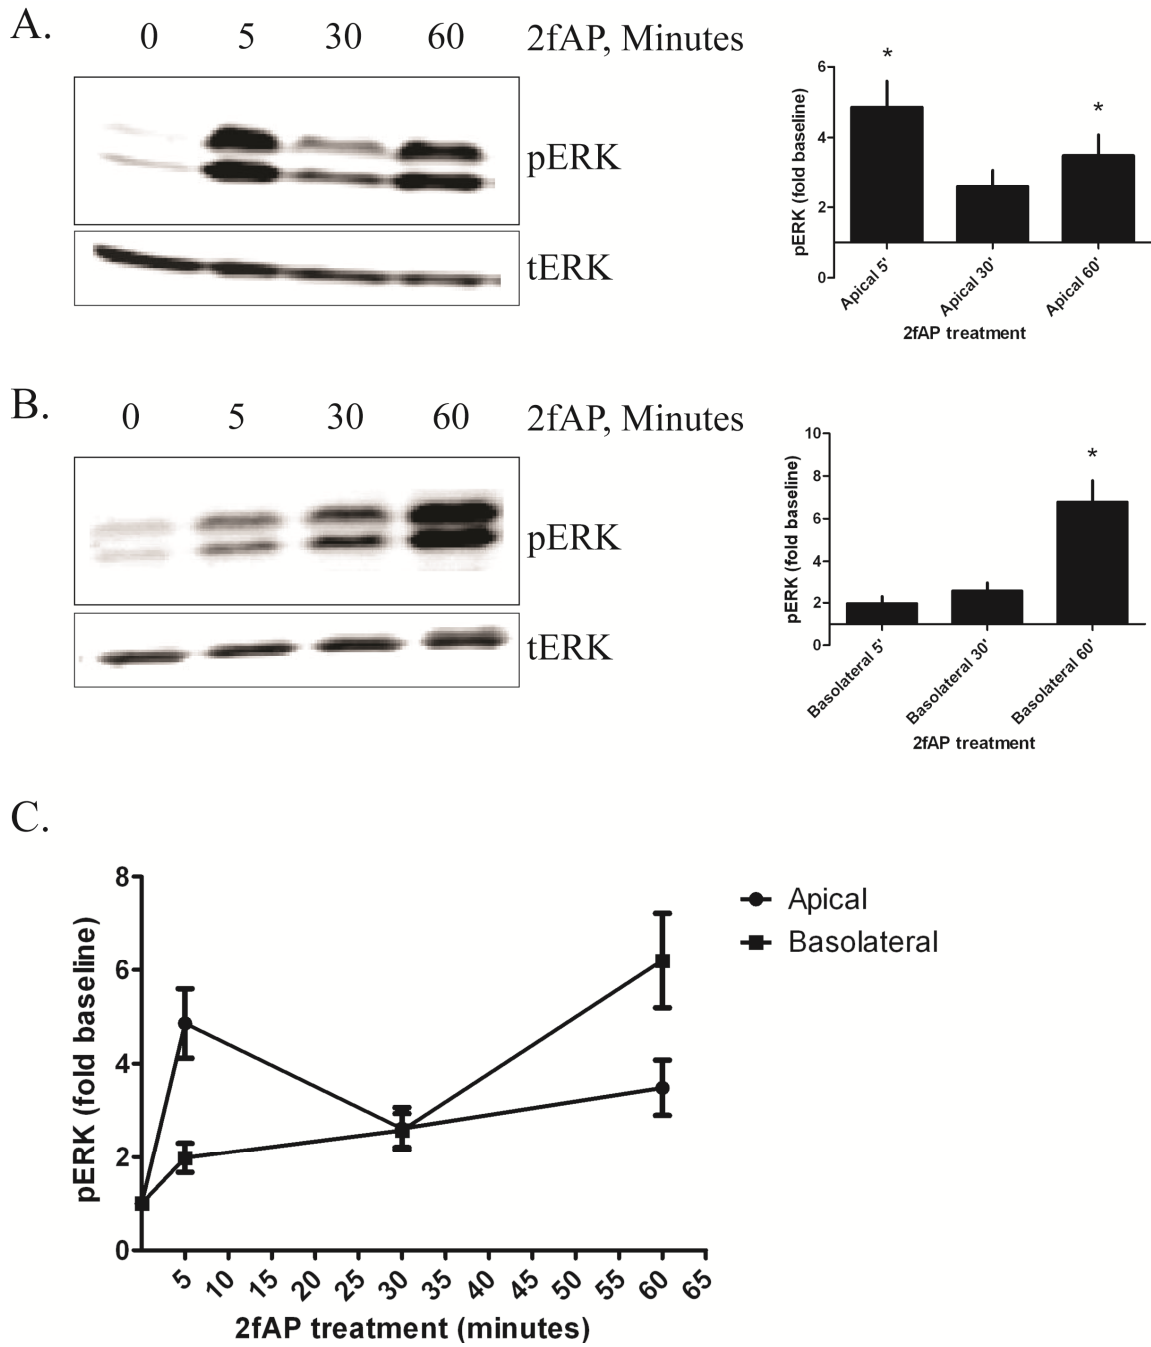 A.
0 5 30 60 2fAP, Minutes
pERK
tERK
pERK (fold baseline)
6
4
2
0
*
*
Apical 5'
Apical 30'
Apical 60'
2fAP treatment
B.
0 5 30 60 2fAP, Minutes
pERK
tERK
pERK (fold baseline)
10
8
6
4
2
0
*
Basolateral 5'
Basolateral 30'
Basolateral 60'
2fAP treatment
C.
pERK (fold baseline)
8
6
4
2
0
5 10 15 20 25 30 35 40 45 50 55 60 65
2fAP treatment (minutes)
Apical
Basolateral